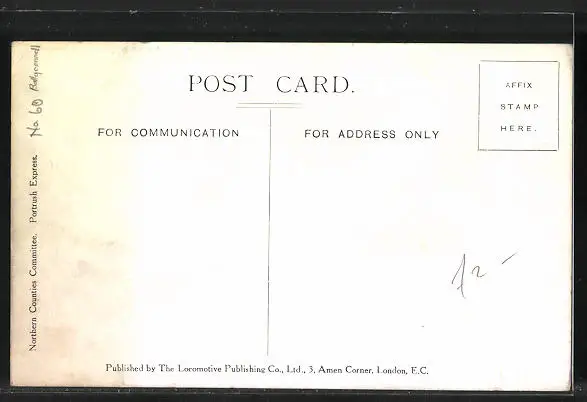 POST CARD.
AFFIX
STAMP
HERE.
FOR COMMUNICATION
FOR ADDRESS ONLY
Northern Counties Committee. Portrush Express.
No. 60
Published by The Locomotive Publishing Co., Ltd., 3, Amen Corner, London, E.C.